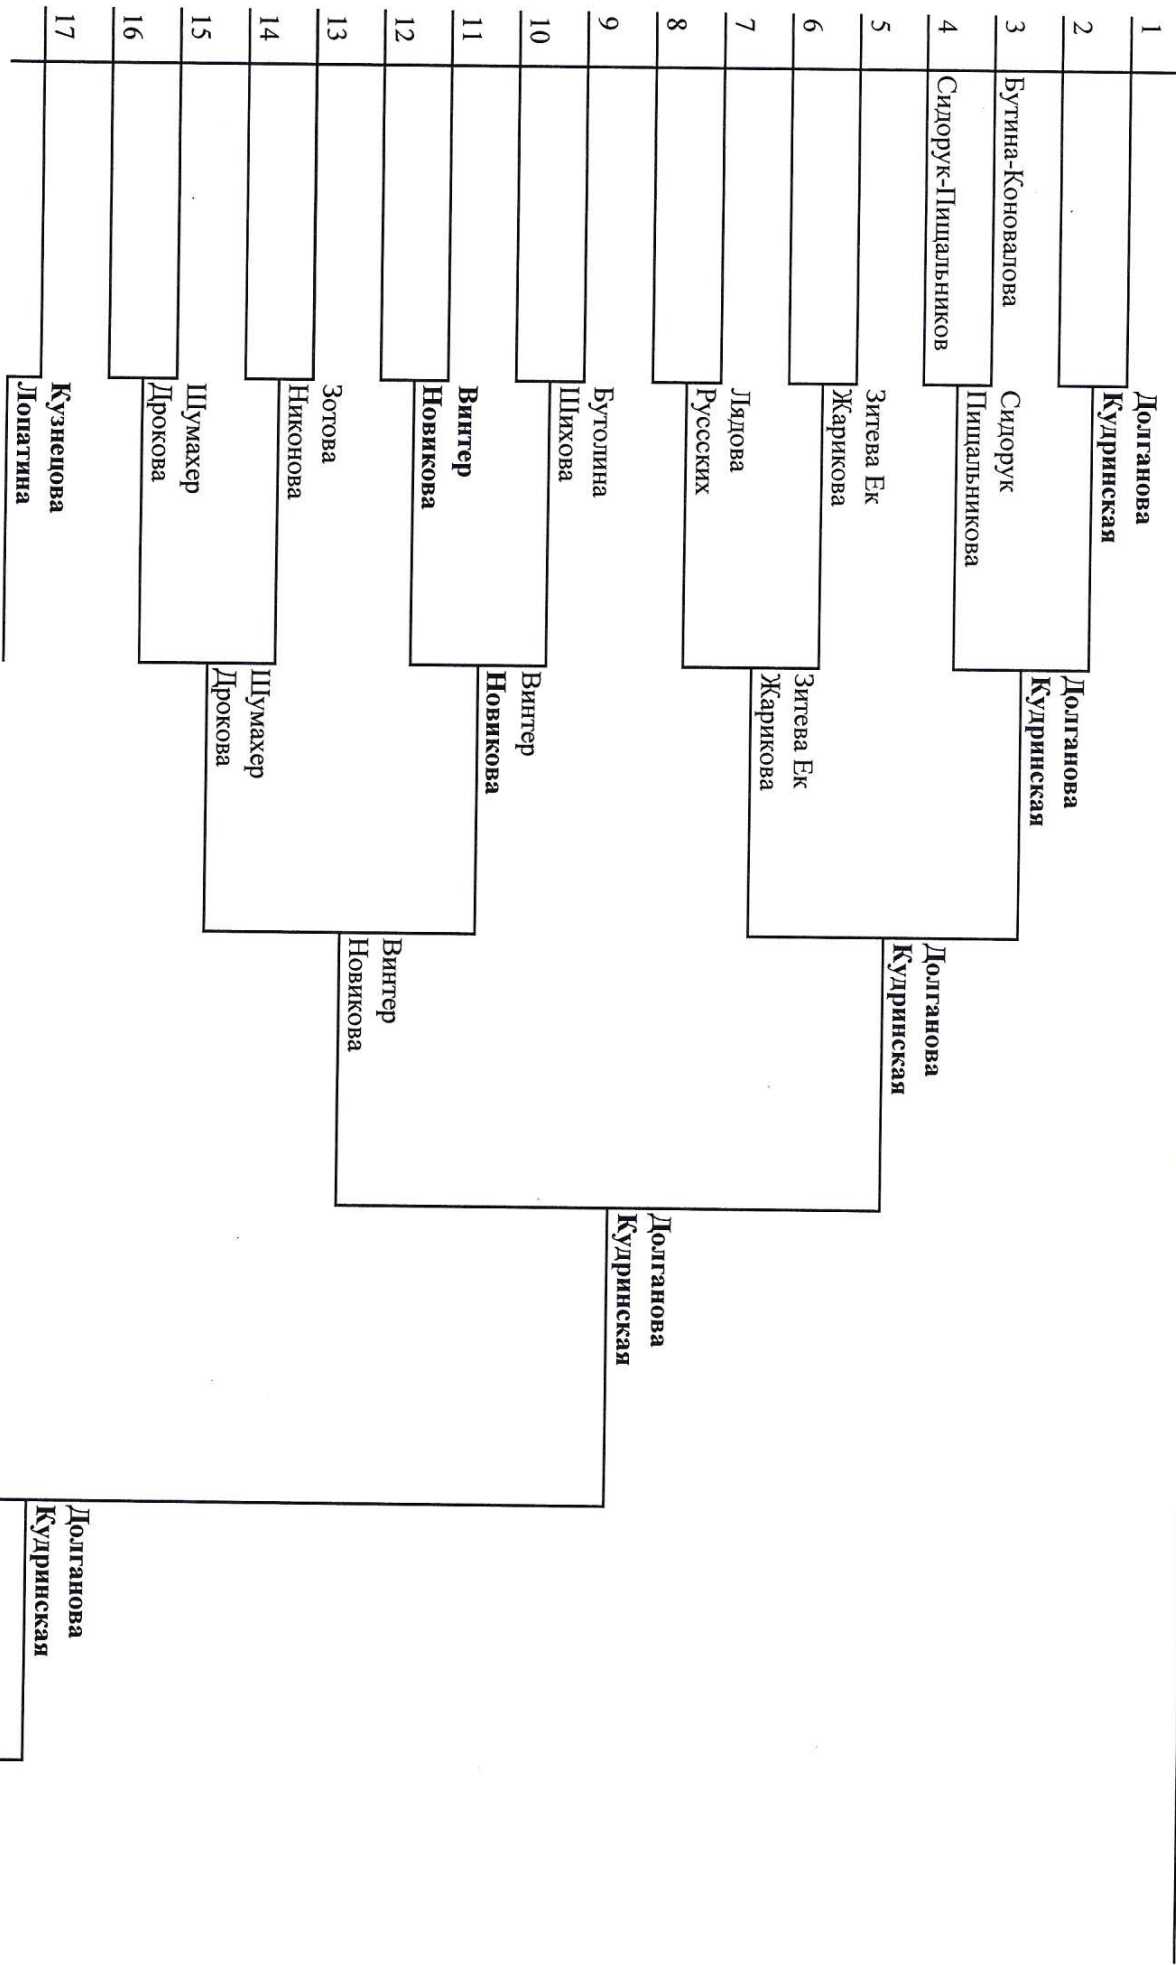 1
2
3
4
5
6
7
8
9
10
11
12
13
14
15
16
17
Бутина-Коновалова
Сидорук-Пищальников
Долганова
Кудринская
Сидорук
Пищальникова
Зитева Ек
Жарикова
Лядова
Руссских
Бутолина
Шихова
Винтер
Новикова
Зотова
Никонова
Шумахер
Дрокова
Кузнецова
Лопатина
Долганова
Кудринская
Зитева Ек
Жарикова
Винтер
Новикова
Шумахер
Дрокова
Долганова
Кудринская
Винтер
Новикова
Долганова
Кудринская
Долганова
Кудринская